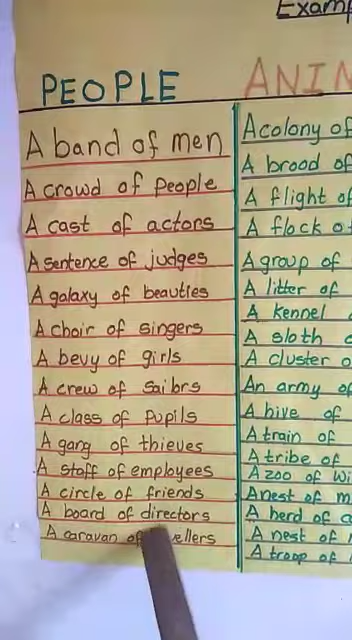 Examp
PEOPLE
A band of men
A crowd of people
A cast of actors
A sentence of judges
A galaxy of beauties
A choir of singers
A bevy of girls
A crew of sailors
A class of pupils
A gang of thieves
A staff of employees
A circle of friends
A board of directors
A caravan of ellers
ANIM
A colony of
A brood of
A flight of
A flock o
A group of
A litter of
A kennel
A sloth
A cluster o
An army of
A hive of
A train of
A tribe of
A zoo of wi
A nest of m
A herd of
A nest of
A troop of